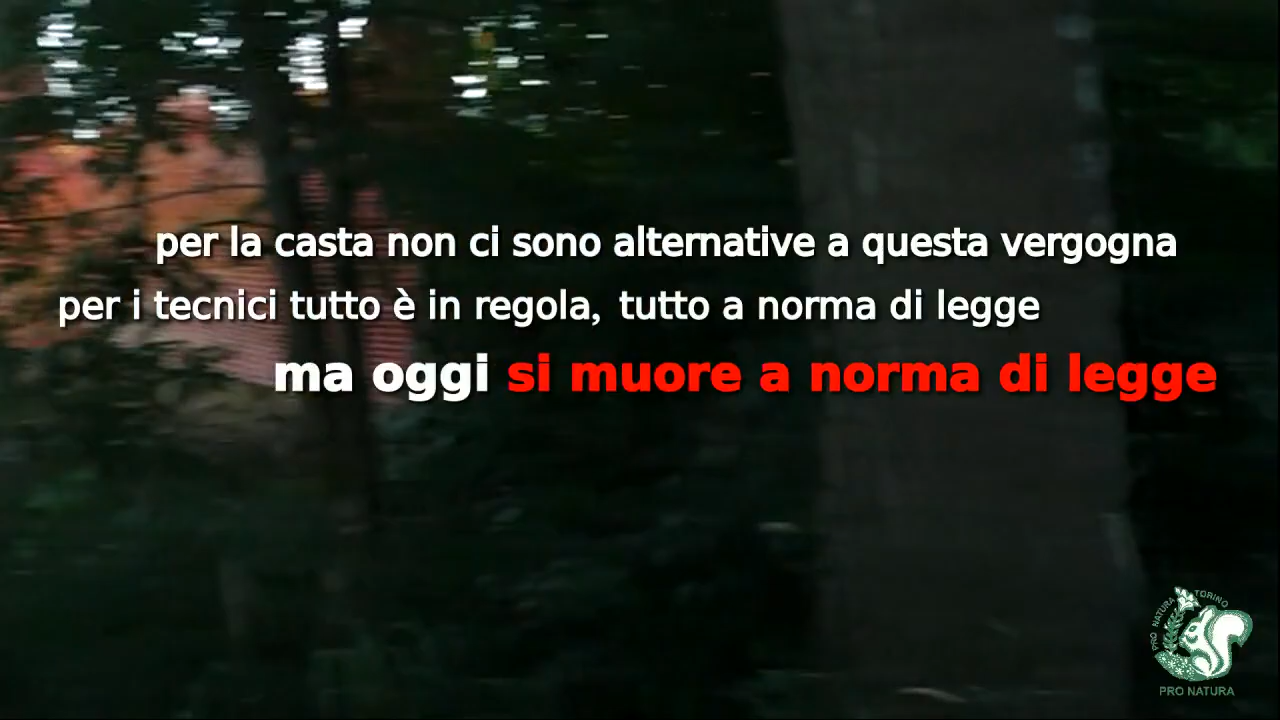 per la casta non ci sono alternative a questa vergogna
per i tecnici tutto è in regola, tutto a norma di legge
ma oggi si muore a norma di legge
PRO NATURA TORINO
PRO NATURA